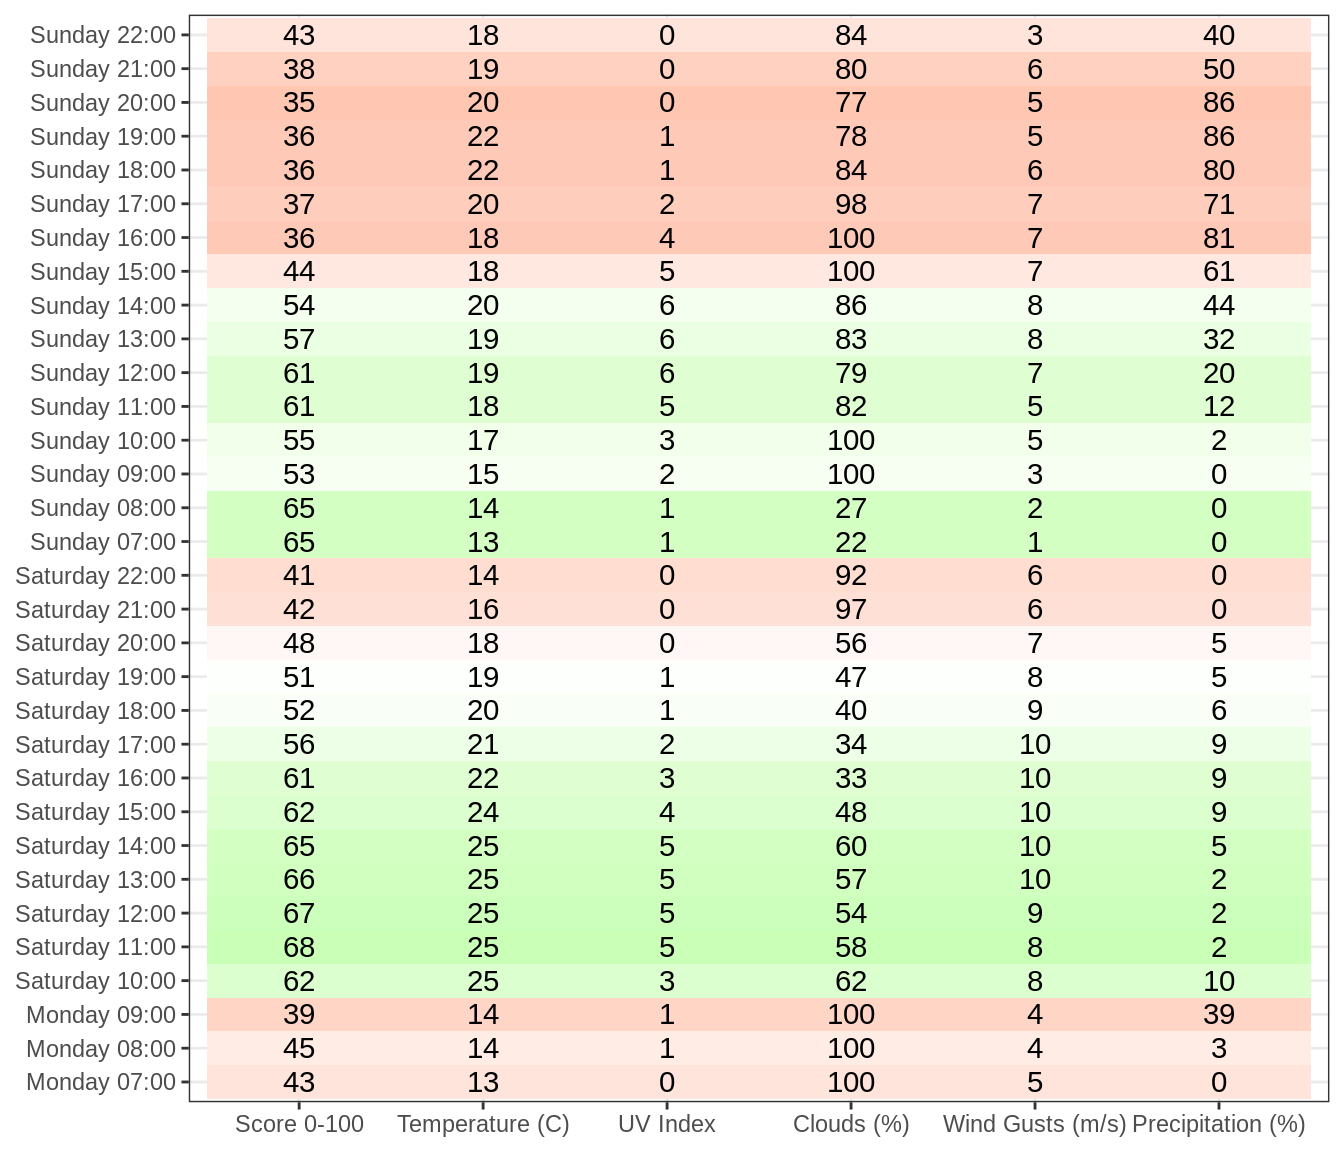 Sunday 22:00 43 18 0 84 3 40
Sunday 21:00 38 19 0 80 6 50
Sunday 20:00 35 20 0 77 5 86
Sunday 19:00 36 22 1 78 5 86
Sunday 18:00 36 22 1 84 6 80
Sunday 17:00 37 20 2 98 7 71
Sunday 16:00 36 18 4 100 7 81
Sunday 15:00 44 18 5 100 7 61
Sunday 14:00 54 20 6 86 8 44
Sunday 13:00 57 19 6 83 8 32
Sunday 12:00 61 19 6 79 7 20
Sunday 11:00 61 18 5 82 5 12
Sunday 10:00 55 17 3 100 5 2
Sunday 09:00 53 15 2 100 3 0
Sunday 08:00 65 14 1 27 2 0
Sunday 07:00 65 13 1 22 1 0
Saturday 22:00 41 14 0 92 6 0
Saturday 21:00 42 16 0 97 6 0
Saturday 20:00 48 18 0 56 7 5
Saturday 19:00 51 19 1 47 8 5
Saturday 18:00 52 20 1 40 9 6
Saturday 17:00 56 21 2 34 10 9
Saturday 16:00 61 22 3 33 10 9
Saturday 15:00 62 24 4 48 10 9
Saturday 14:00 65 25 5 60 10 5
Saturday 13:00 66 25 5 57 10 2
Saturday 12:00 67 25 5 54 9 2
Saturday 11:00 68 25 5 58 8 2
Saturday 10:00 62 25 3 62 8 10
Monday 09:00 39 14 1 100 4 39
Monday 08:00 45 14 1 100 4 3
Monday 07:00 43 13 0 100 5 0
Score 0-100 Temperature (C) UV Index Clouds (%) Wind Gusts (m/s) Precipitation (%)